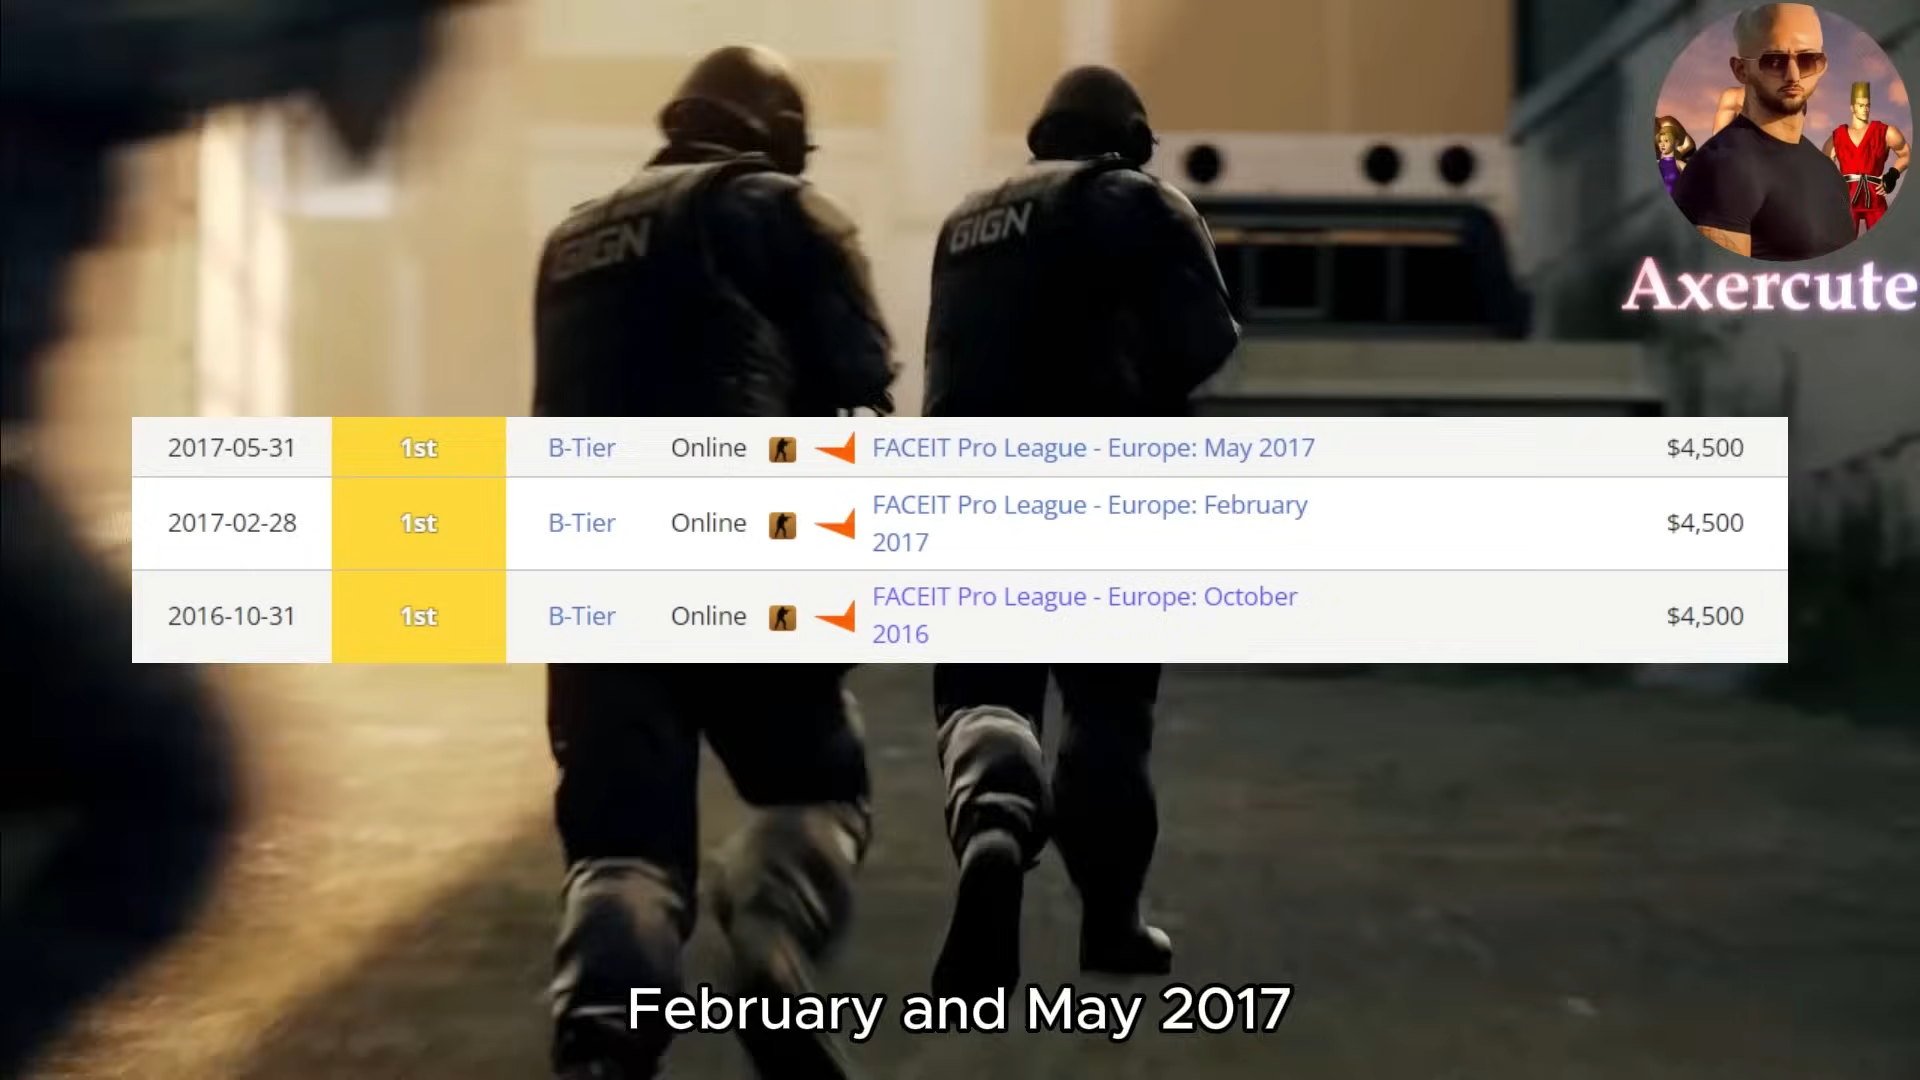 GIGN
GIGN
Axercute
2017-05-31 1st B-Tier Online FACEIT Pro League - Europe: May 2017 $4,500
2017-02-28 1st B-Tier Online FACEIT Pro League - Europe: February
2017 $4,500
2016-10-31 1st B-Tier Online FACEIT Pro League - Europe: October
2016 $4,500
February and May 2017